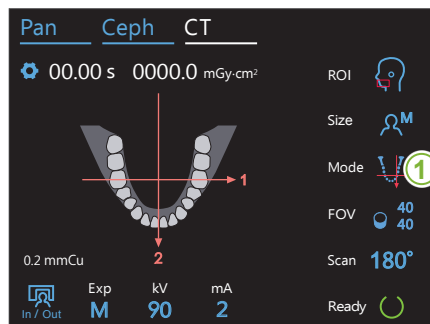 Pan Ceph CT
00.00 s 0000.0 mGy·cm²
ROI
Size M
Mode 1
1
FOV 40
40
2
0.2 mmCu
Scan 180°
Exp kV mA
In / Out M 90 2
Ready